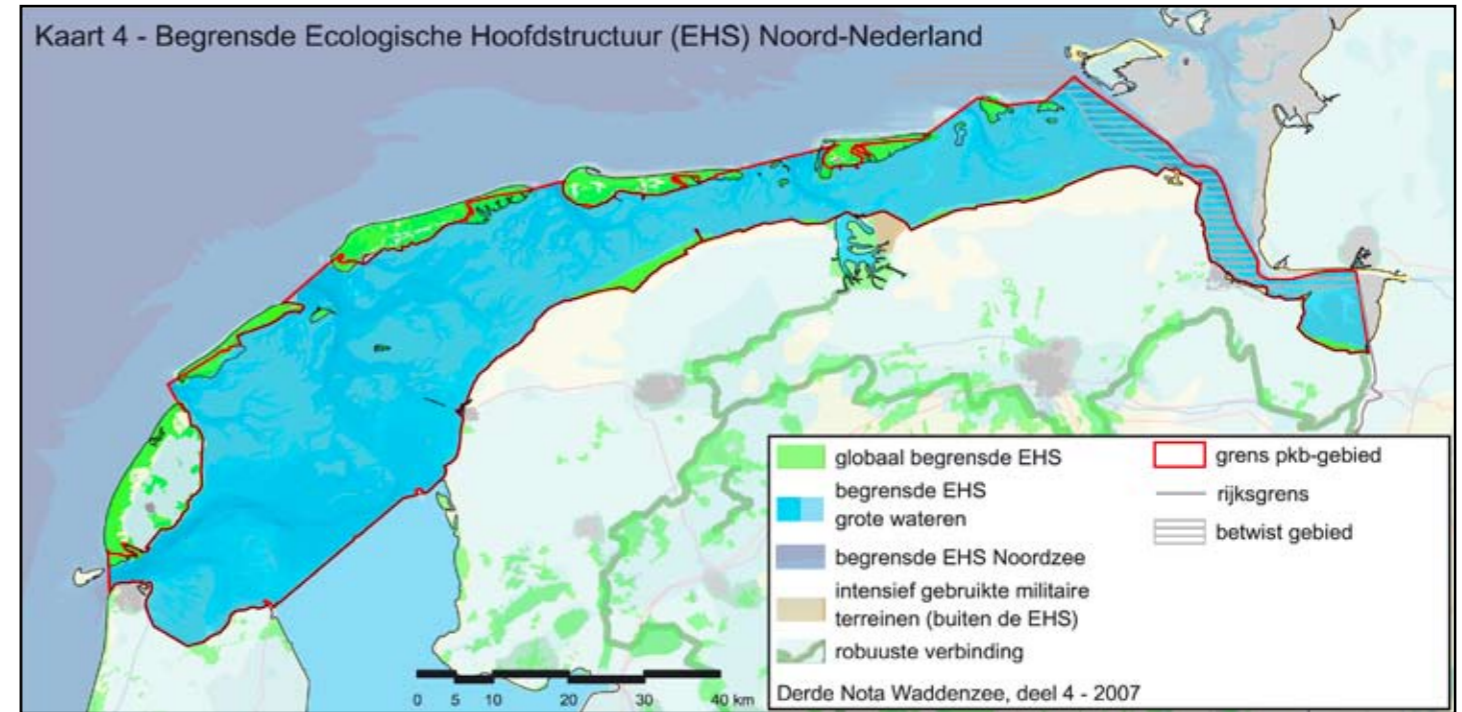 Kaart 4 - Begrensde Ecologische Hoofdstructuur (EHS) Noord-Nederland
globaal begrensde EHS
begrensde EHS
grote wateren
begrensde EHS Noordzee
intensief gebruikte militaire
terreinen (buiten de EHS)
robuuste verbinding
grens pkb-gebied
rijksgrens
betwist gebied
0 5 10 20 30 40 km
Derde Nota Waddenzee, deel 4 - 2007